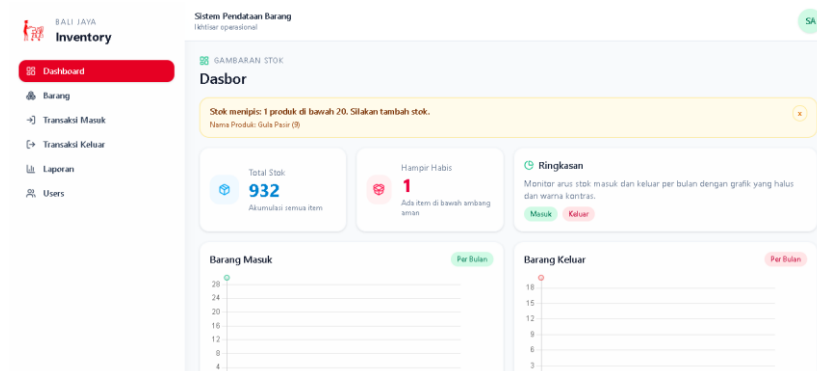 BALI JAYA
Inventory
Dashboard
Barang
Transaksi Masuk
Transaksi Keluar
Laporan
Users
Sistem Pendataan Barang
Ikhtisar operasional
SA
GAMBARAN STOK
Dasbor
Stok menipis: 1 produk di bawah 20. Silakan tambah stok.
Nama Produk: Gula Pasir (9)
x
Total Stok
932
Akumulasi semua item
Hampir Habis
1
Ada item di bawah ambang
aman
Ringkasan
Monitor arus stok masuk dan keluar per bulan dengan grafik yang halus
dan warna kontras.
Masuk Keluar
Barang Masuk Per Bulan
28
24
20
16
12
8
4
Barang Keluar Per Bulan
18
15
12
9
6
3